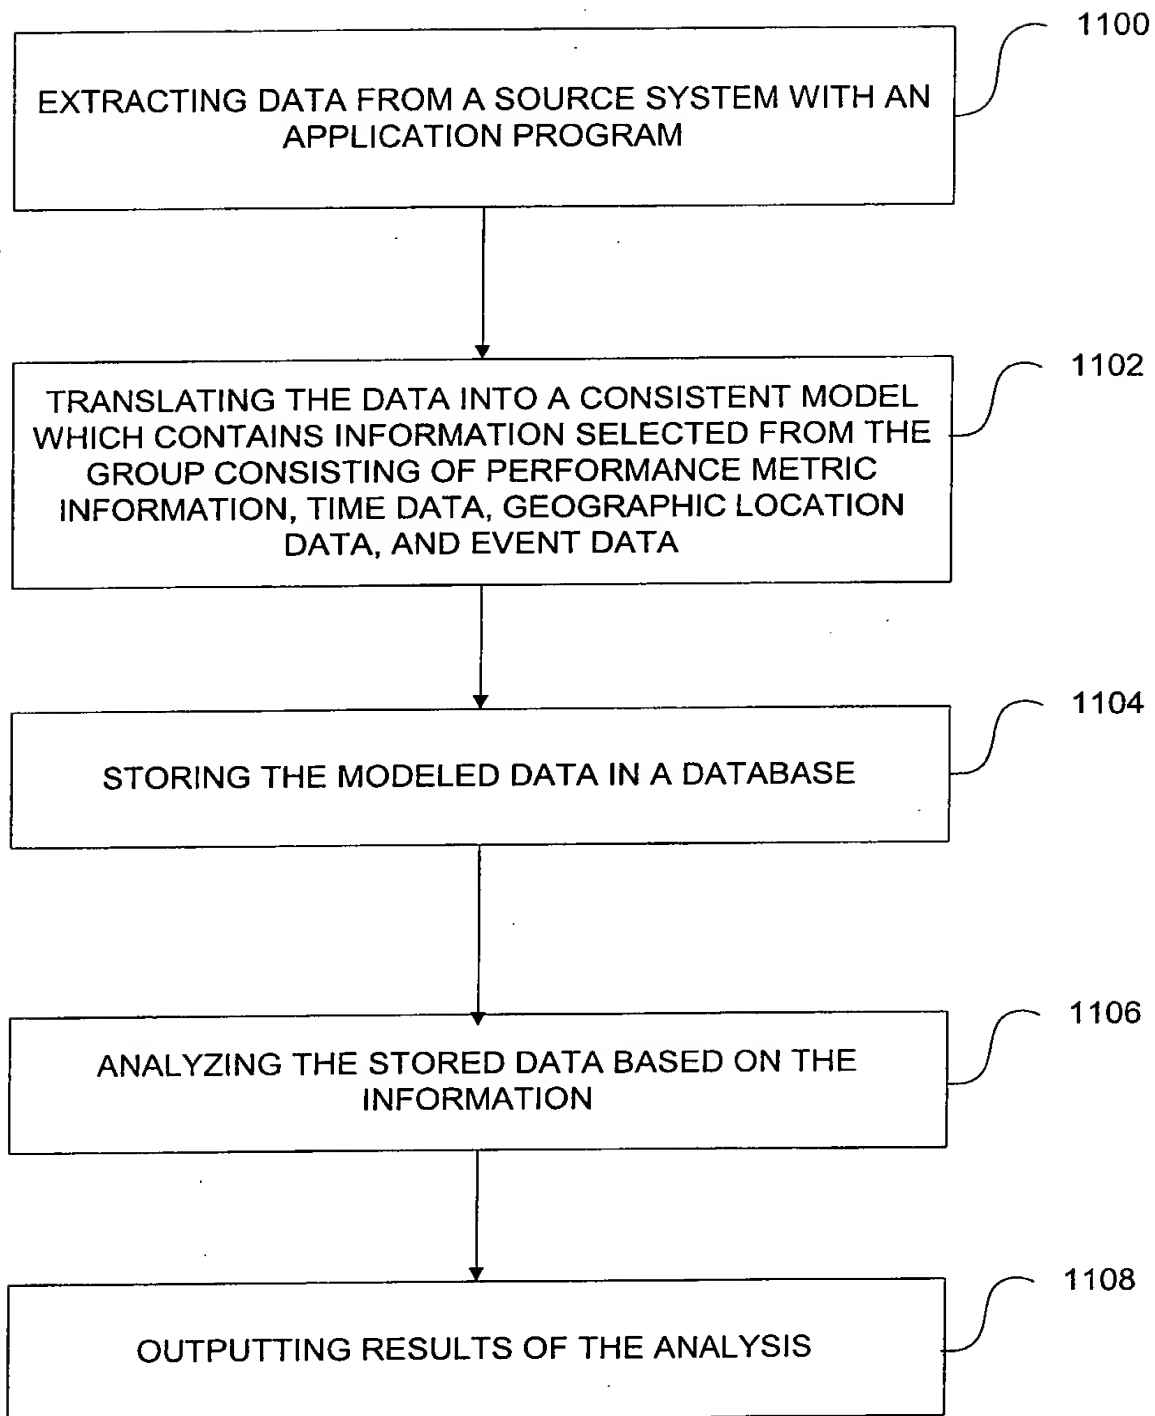 1100
EXTRACTING DATA FROM A SOURCE SYSTEM WITH AN
APPLICATION PROGRAM
1102
TRANSLATING THE DATA INTO A CONSISTENT MODEL
WHICH CONTAINS INFORMATION SELECTED FROM THE
GROUP CONSISTING OF PERFORMANCE METRIC
INFORMATION, TIME DATA, GEOGRAPHIC LOCATION
DATA, AND EVENT DATA
1104
STORING THE MODELED DATA IN A DATABASE
1106
ANALYZING THE STORED DATA BASED ON THE
INFORMATION
1108
OUTPUTTING RESULTS OF THE ANALYSIS